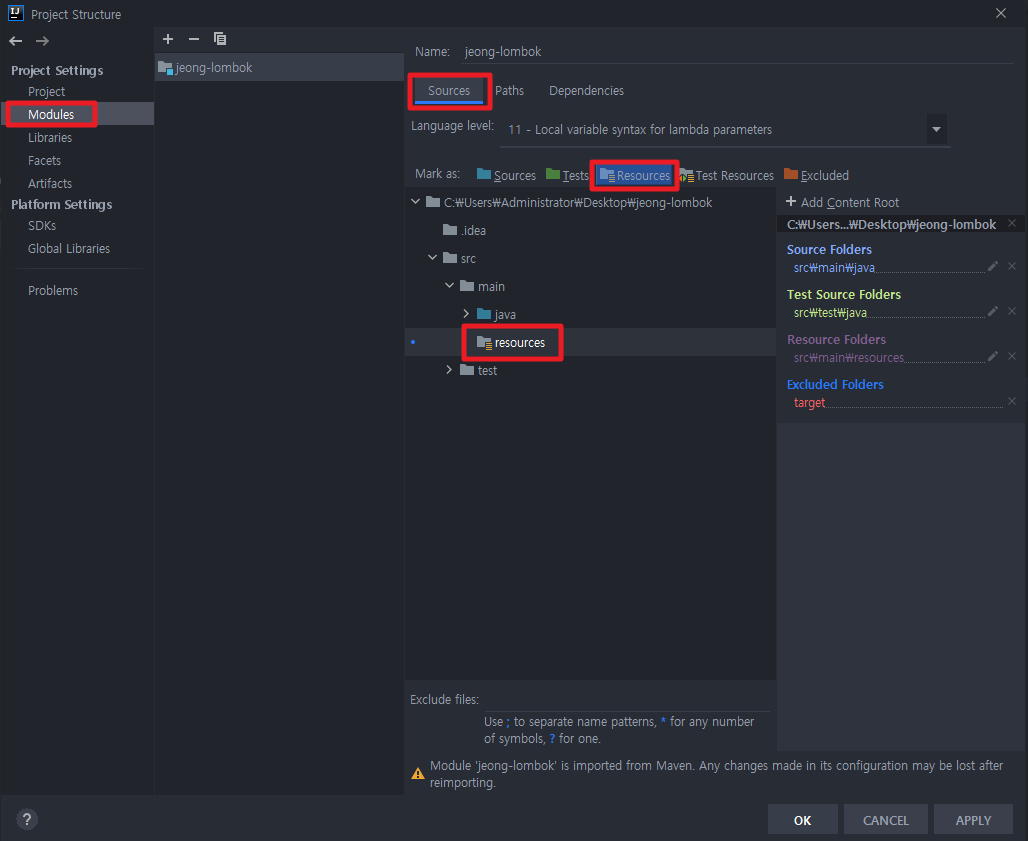 IJ
Project Structure
Project Settings
Project
Modules
Libraries
Facets
Artifacts
Platform Settings
SDKs
Global Libraries
Problems
jeong-lombok
Name: jeong-lombok
Sources Paths Dependencies
Language level: 11 - Local variable syntax for lambda parameters
Mark as: Sources Tests Resources Test Resources Excluded
C:₩Users₩Administrator₩Desktop₩jeong-lombok
.idea
src
main
java
resources
test
+ Add Content Root
C:₩Users...₩Desktop₩jeong-lombok
Source Folders
src₩main₩java
Test Source Folders
src₩test₩java
Resource Folders
src₩main₩resources
Excluded Folders
target
Exclude files:
Use ; to separate name patterns, * for any number
of symbols, ? for one.
Module 'jeong-lombok' is imported from Maven. Any changes made in its configuration may be lost after
reimporting.
?
OK CANCEL APPLY